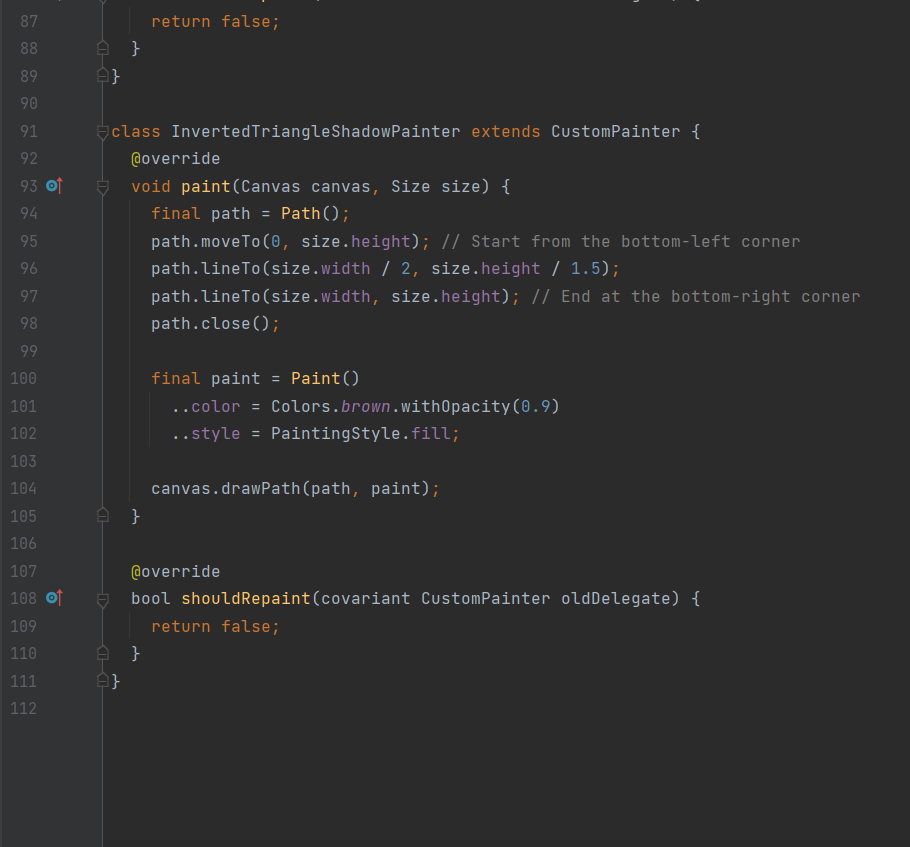 87 return false;
88 }
89 }
90
91 class InvertedTriangleShadowPainter extends CustomPainter {
92 @override
93 void paint(Canvas canvas, Size size) {
94 final path = Path();
95 path.moveTo(0, size.height); // Start from the bottom-left corner
96 path.lineTo(size.width / 2, size.height / 1.5);
97 path.lineTo(size.width, size.height); // End at the bottom-right corner
98 path.close();
99
100 final paint = Paint()
101 ..color = Colors.brown.withOpacity(0.9)
102 ..style = PaintingStyle.fill;
103
104 canvas.drawPath(path, paint);
105 }
106
107 @override
108 bool shouldRepaint(covariant CustomPainter oldDelegate) {
109 return false;
110 }
111 }
112